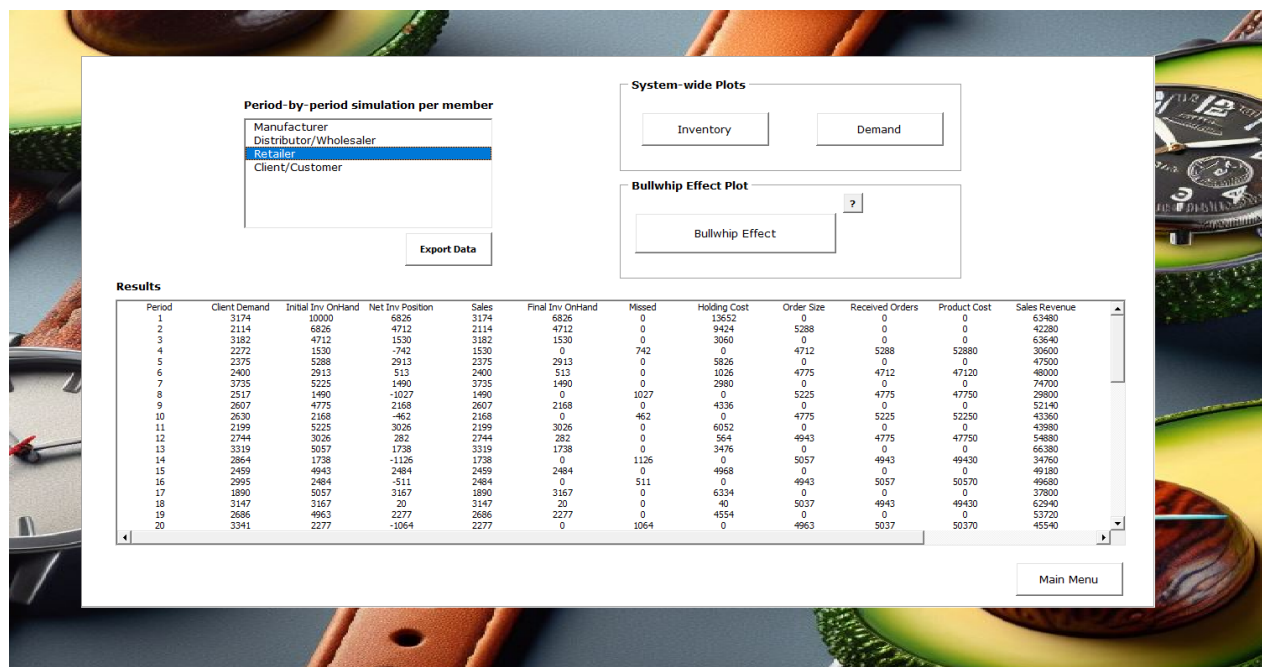 System-wide Plots
Period-by-period simulation per member
Manufacturer
Inventory Demand
Distributor/Wholesaler
Retailer
Client/Customer
Bullwhip Effect Plot
?
Bullwhip Effect
Export Data
Results
Period Client Demand Initial Inv OnHand Net Inv Position Sales Final Inv OnHand Missed Holding Cost Order Size Received Orders Product Cost Sales Revenue
1 3174 10000 6826 3174 6826 0 13652 0 0 0 63480
2 2114 6826 4712 2114 4712 0 9424 5288 0 0 42280
3 3182 4712 1530 3182 1530 0 3060 0 0 0 63640
4 2272 1530 -742 1530 0 742 0 4712 5288 52880 30600
5 2375 5288 2913 2375 2913 0 5826 0 0 0 47500
6 2400 2913 513 2400 513 0 1026 4775 4712 47120 48000
7 3735 5225 1490 3735 1490 0 2980 0 0 0 74700
8 2517 1490 -1027 1490 0 1027 0 5225 4775 47750 29800
9 2607 4775 2168 2607 2168 0 4336 0 0 0 52140
10 2630 2168 -462 2168 0 462 0 4775 5225 52250 43360
11 2199 5225 3026 2199 3026 0 6052 0 0 0 43980
12 2744 3026 282 2744 282 0 564 4943 4775 47750 54880
13 3319 5057 1738 3319 1738 0 3476 0 0 0 66380
14 2864 1738 -1126 1738 0 1126 0 5057 4943 49430 34760
15 2459 4943 2484 2459 2484 0 4968 0 0 0 49180
16 2995 2484 -511 2484 0 511 0 4943 5057 50570 49680
17 1890 5057 3167 1890 3167 0 6334 0 0 0 37800
18 3147 3167 20 3147 20 0 40 5037 4943 49430 62940
19 2686 4963 2277 2686 2277 0 4554 0 0 0 53720
20 3341 2277 -1064 2277 0 1064 0 4963 5037 50370 45540
Main Menu